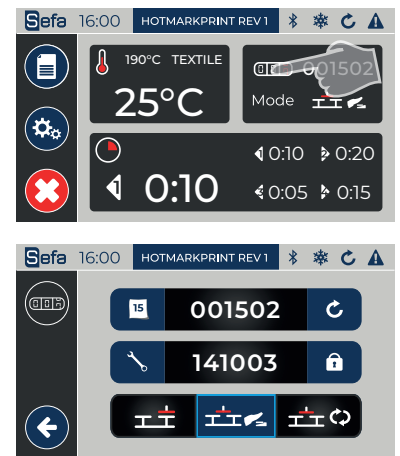 Sefa 16:00 HOTMARKPRINT REV 1
190°C TEXTILE 001502
25°C Mode
0:10 0:20
1 0:10 0:05 0:15
Sefa 16:00 HOTMARKPRINT REV 1
15 001502
141003